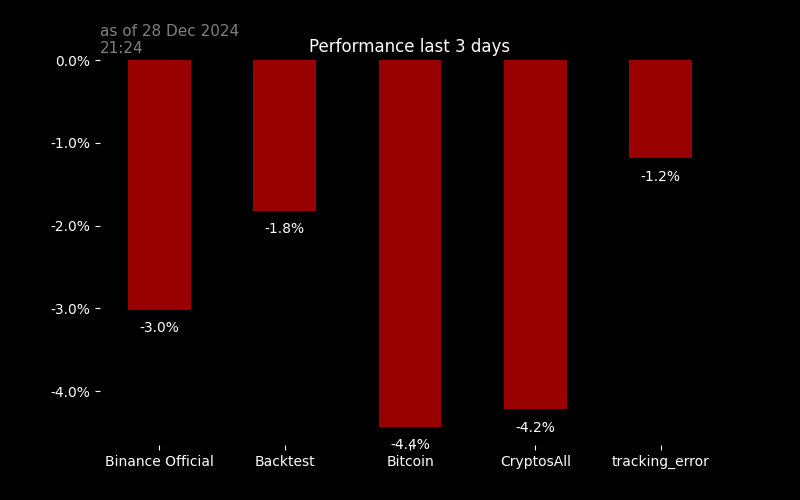 as of 28 Dec 2024
21:24
Performance last 3 days
0.0%
-1.0%
-2.0%
-3.0%
-4.0%
-3.0%
-1.8%
-4.4%
-4.2%
-1.2%
Binance Official
Backtest
Bitcoin
CryptosAll
tracking_error